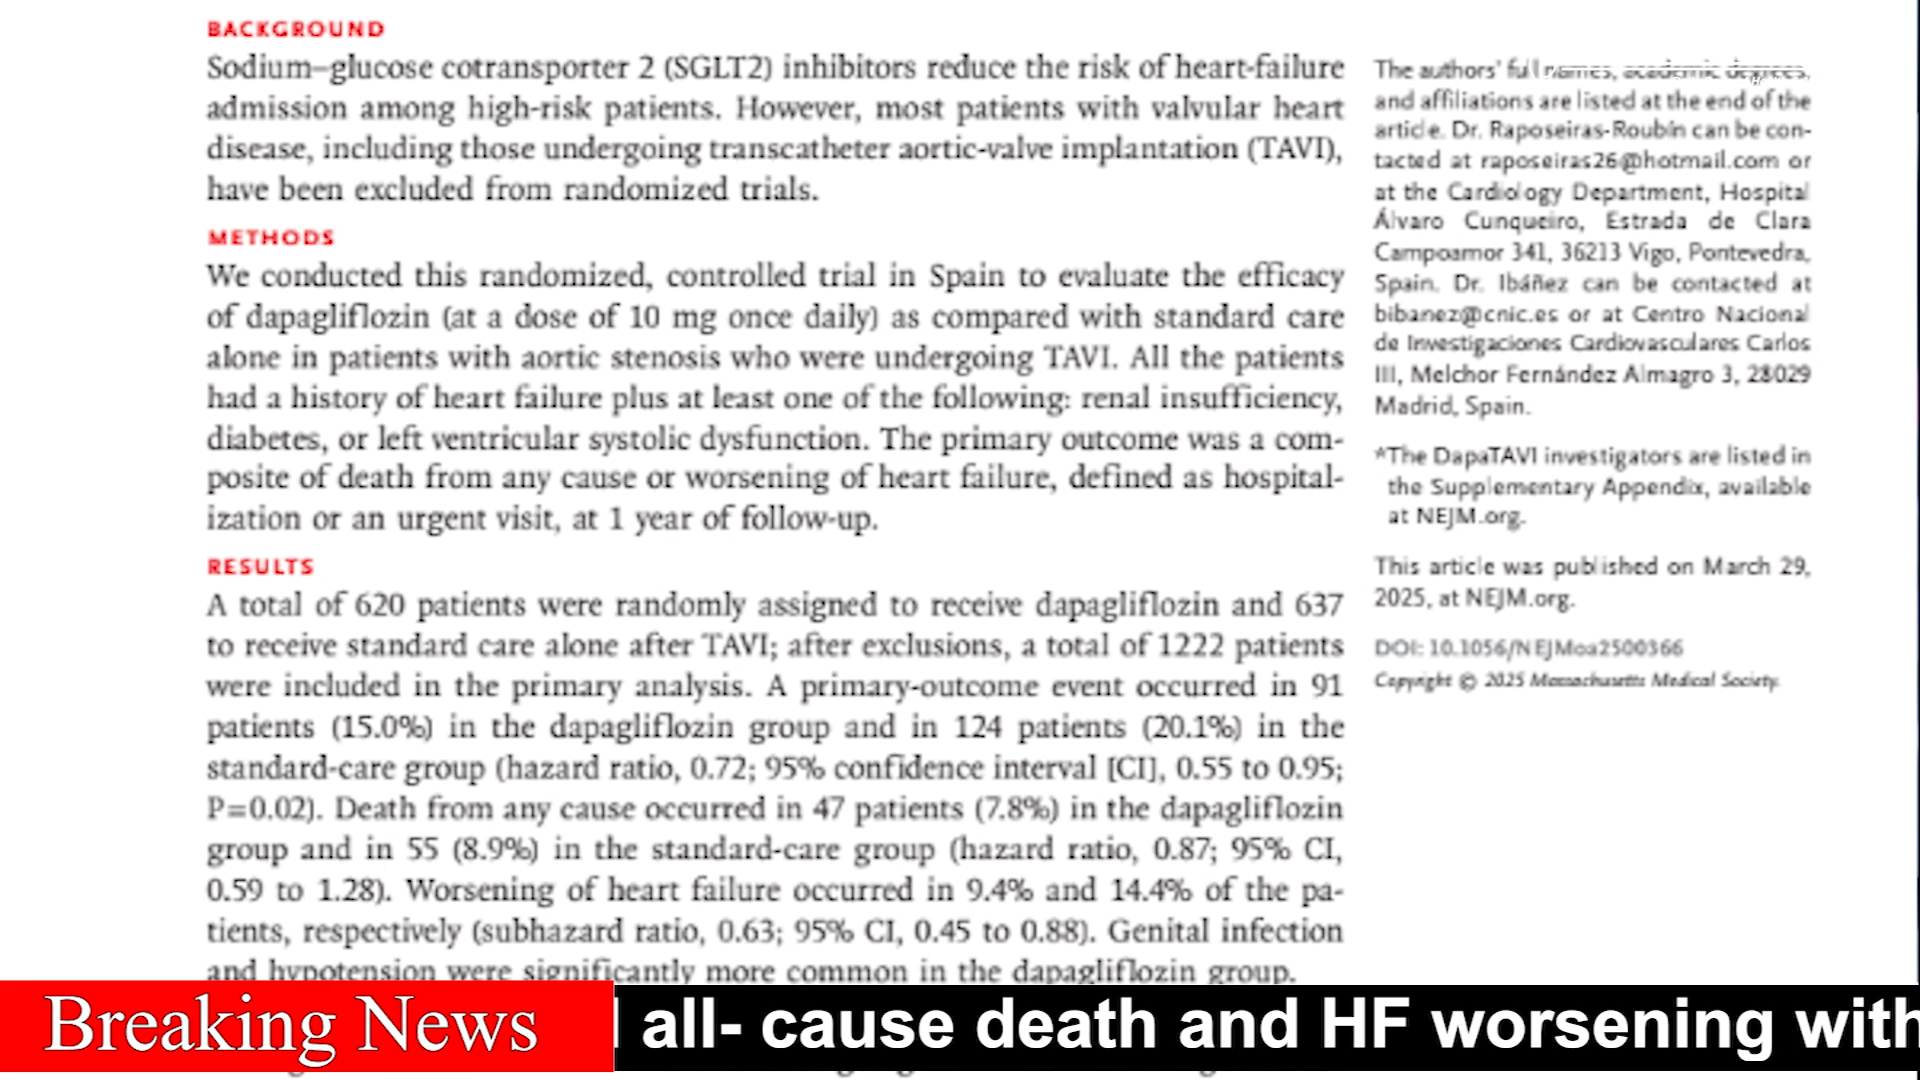 BACKGROUND
Sodium–glucose cotransporter 2 (SGLT2) inhibitors reduce the risk of heart-failure
admission among high-risk patients. However, most patients with valvular heart
disease, including those undergoing transcatheter aortic-valve implantation (TAVI),
have been excluded from randomized trials.
METHODS
We conducted this randomized, controlled trial in Spain to evaluate the efficacy
of dapagliflozin (at a dose of 10 mg once daily) as compared with standard care
alone in patients with aortic stenosis who were undergoing TAVI. All the patients
had a history of heart failure plus at least one of the following: renal insufficiency,
diabetes, or left ventricular systolic dysfunction. The primary outcome was a com-
posite of death from any cause or worsening of heart failure, defined as hospital-
ization or an urgent visit, at 1 year of follow-up.
RESULTS
A total of 620 patients were randomly assigned to receive dapagliflozin and 637
to receive standard care alone after TAVI; after exclusions, a total of 1222 patients
were included in the primary analysis. A primary-outcome event occurred in 91
patients (15.0%) in the dapagliflozin group and in 124 patients (20.1%) in the
standard-care group (hazard ratio, 0.72; 95% confidence interval [CI], 0.55 to 0.95;
P=0.02). Death from any cause occurred in 47 patients (7.8%) in the dapagliflozin
group and in 55 (8.9%) in the standard-care group (hazard ratio, 0.87; 95% CI,
0.59 to 1.28). Worsening of heart failure occurred in 9.4% and 14.4% of the pa-
tients, respectively (subhazard ratio, 0.63; 95% CI, 0.45 to 0.88). Genital infection
and hypotension were significantly more common in the dapagliflozin group.
The authors' full names, academic degrees,
and affiliations are listed at the end of the
article. Dr. Raposeiras-Roubín can be con-
tacted at raposeiras26@hotmail.com or
at the Cardiology Department, Hospital
Álvaro Cunqueiro, Estrada de Clara
Campoamor 341, 36213 Vigo, Pontevedra,
Spain. Dr. Ibáñez can be contacted at
bibanez@cnic.es or at Centro Nacional
de Investigaciones Cardiovasculares Carlos
III, Melchor Fernández Almagro 3, 28029
Madrid, Spain.
*The DapaTAVI investigators are listed in
the Supplementary Appendix, available
at NEJM.org.
This article was published on March 29,
2025, at NEJM.org.
DOI: 10.1056/NEJMoa2500366
Copyright © 2025 Massachusetts Medical Society.
Breaking News
all- cause death and HF worsening with